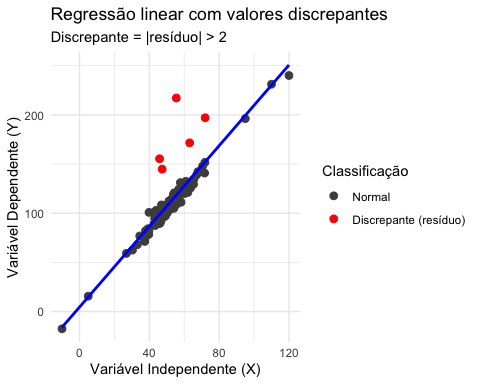 Regressão linear com valores discrepantes
Discrepante = |resíduo| > 2
Variável Dependente (Y)
200
100
0
0
40
80
120
Variável Independente (X)
Classificação
Normal
Discrepante (resíduo)